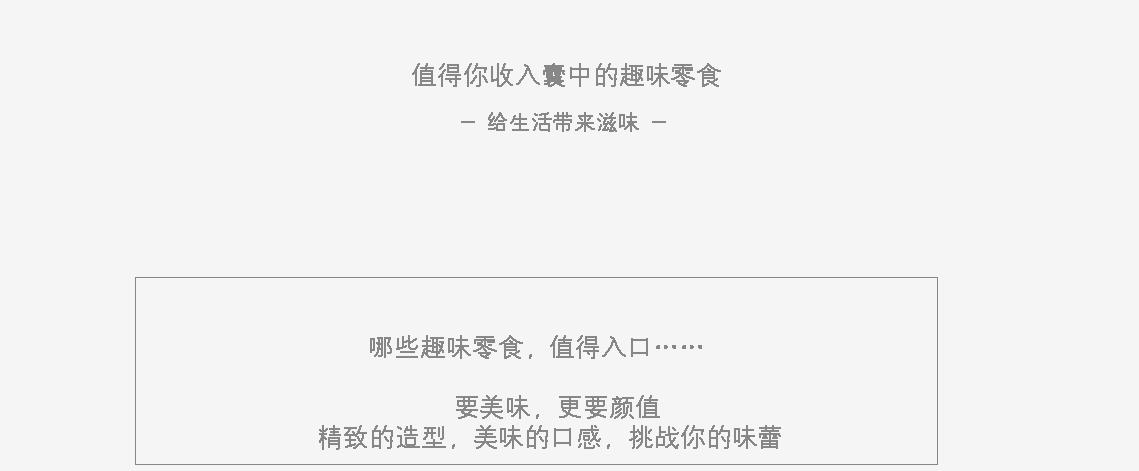 值得你收入囊中的趣味零食
— 给生活带来滋味 —
哪些趣味零食，值得入口……
要美味，更要颜值
精致的造型，美味的口感，挑战你的味蕾